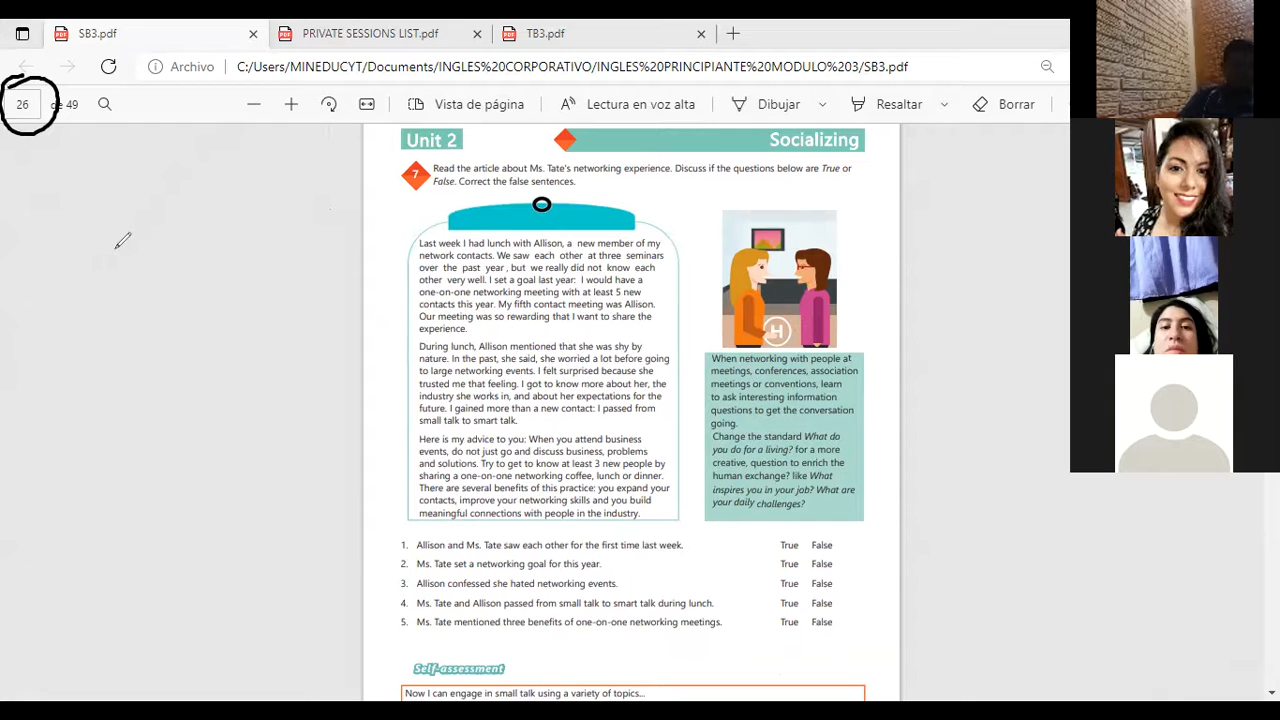 SB3.pdf
PRIVATE SESSIONS LIST.pdf
TB3.pdf
Archivo
C:/Users/MINEDUCYT/Documents/INGLES%20CORPORATIVO/INGLES%20PRINCIPIANTE%20MODULO%203/SB3.pdf
26 de 49
Vista de página
Lectura en voz alta
Dibujar
Resaltar
Borrar
Unit 2
Socializing
7
Read the article about Ms. Tate's networking experience. Discuss if the questions below are True or
False. Correct the false sentences.
Last week I had lunch with Allison, a new member of my
network contacts. We saw each other at three seminars
over the past year , but we really did not know each
other very well. I set a goal last year: I would have a
one-on-one networking meeting with at least 5 new
contacts this year. My fifth contact meeting was Allison.
Our meeting was so rewarding that I want to share the
experience.
During lunch, Allison mentioned that she was shy by
nature. In the past, she said, she worried a lot before going
to large networking events. I felt surprised because she
trusted me that feeling. I got to know more about her, the
industry she works in, and about her expectations for the
future. I gained more than a new contact: I passed from
small talk to smart talk.
Here is my advice to you: When you attend business
events, do not just go and discuss business, problems
and solutions. Try to get to know at least 3 new people by
sharing a one-on-one networking coffee, lunch or dinner.
There are several benefits of this practice: you expand your
contacts, improve your networking skills and you build
meaningful connections with people in the industry.
H
When networking with people at
meetings, conferences, association
meetings or conventions, learn
to ask interesting information
questions to get the conversation
going.
Change the standard What do
you do for a living? for a more
creative, question to enrich the
human exchange? like What
inspires you in your job? What are
your daily challenges?
1. Allison and Ms. Tate saw each other for the first time last week. True False
2. Ms. Tate set a networking goal for this year. True False
3. Allison confessed she hated networking events. True False
4. Ms. Tate and Allison passed from small talk to smart talk during lunch. True False
5. Ms. Tate mentioned three benefits of one-on-one networking meetings. True False
Self-assessment
Now I can engage in small talk using a variety of topics...